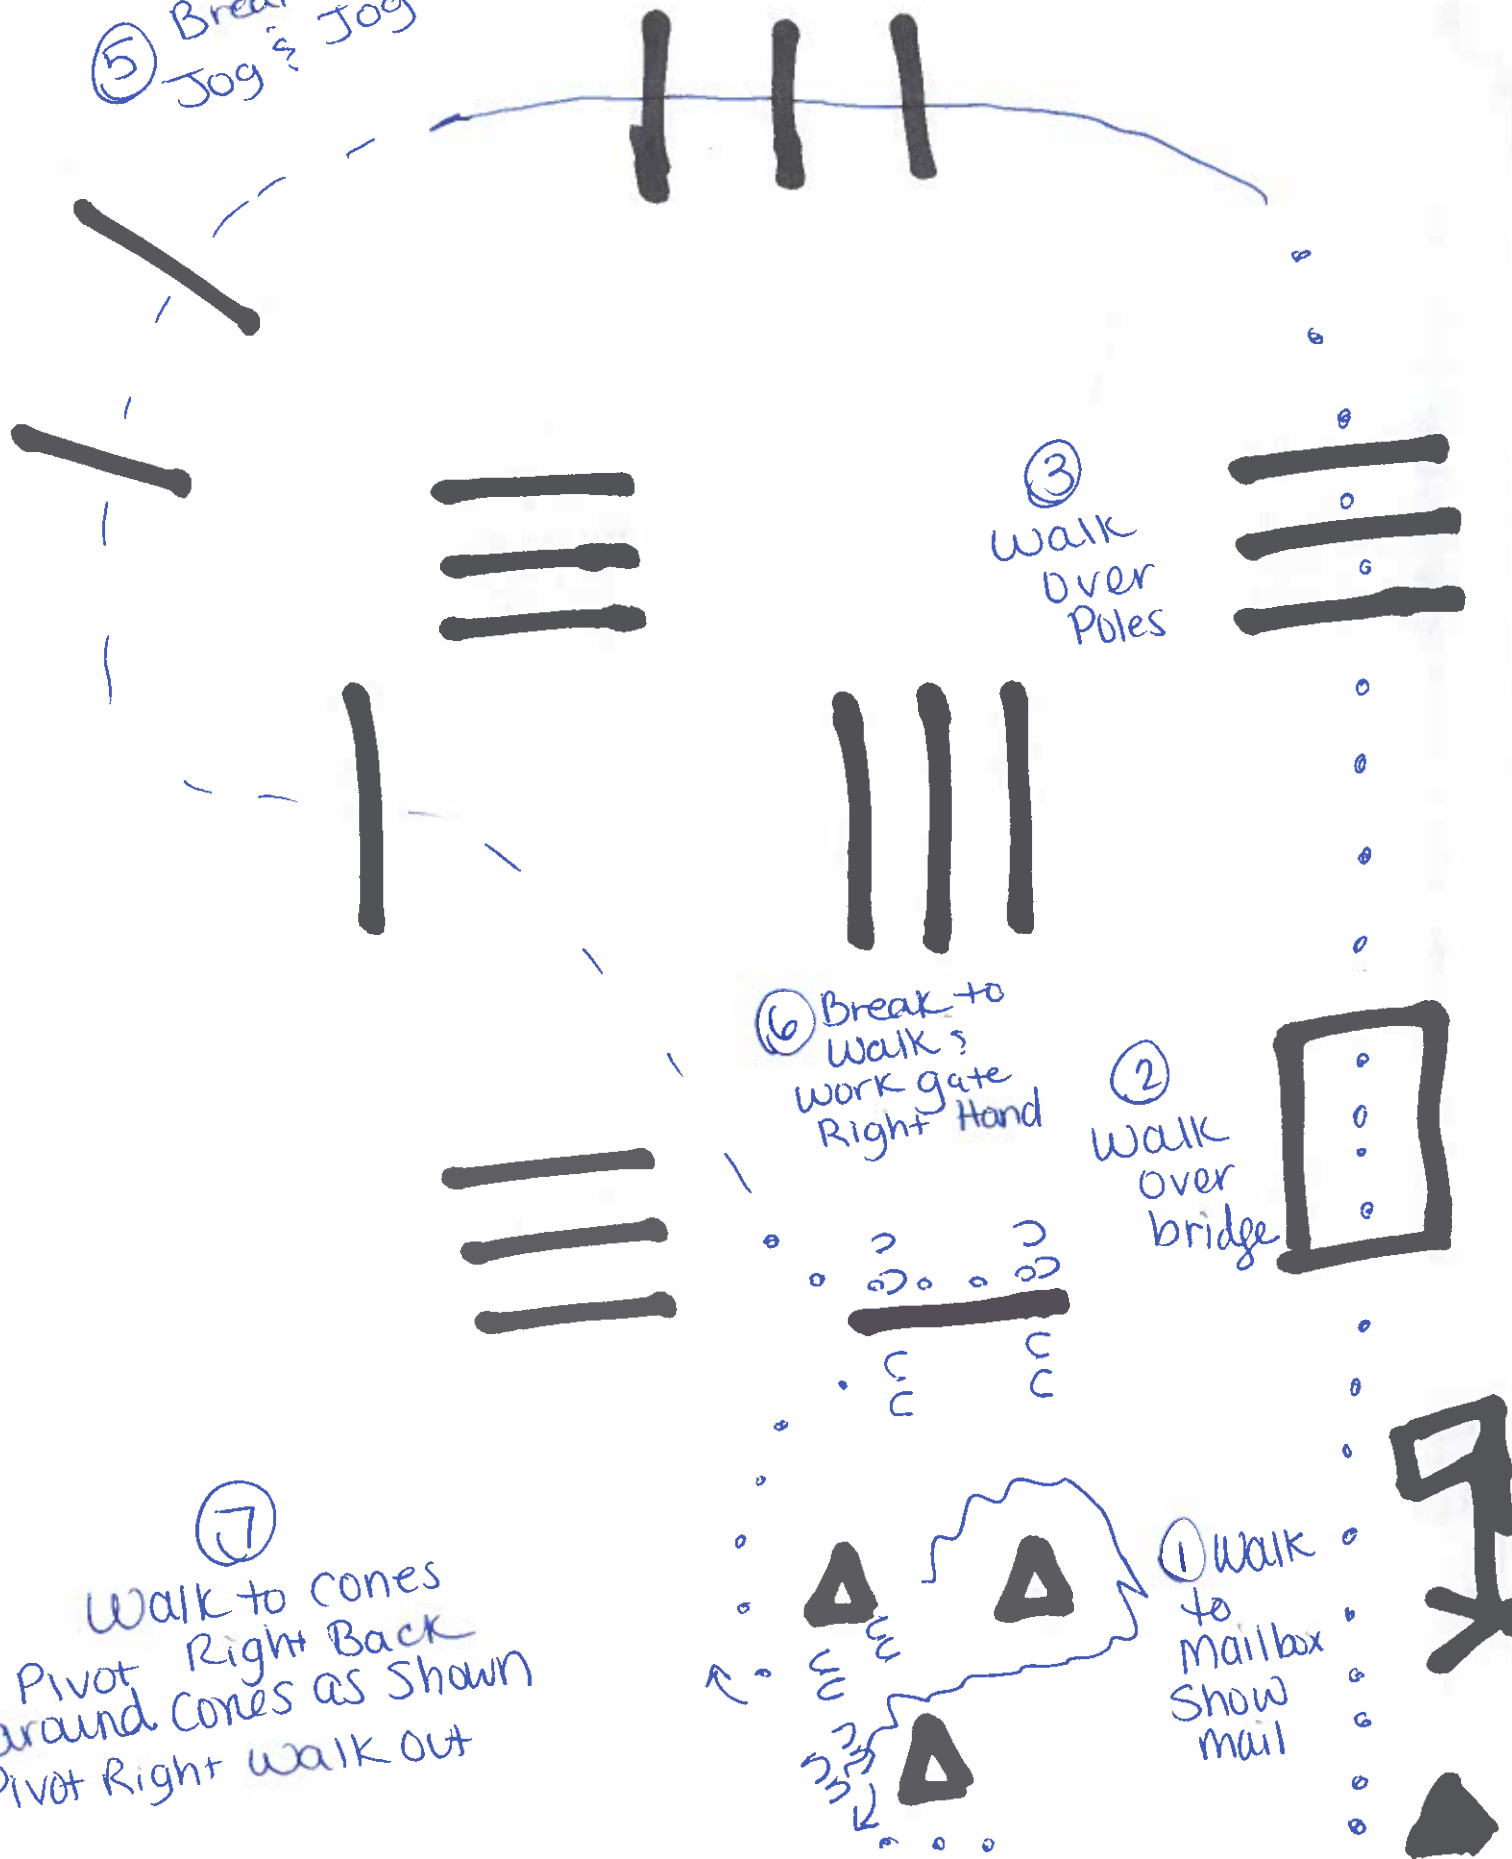 ⑤
Jog & Jog
③
Walk
over
Poles
⑥ Break to
Walk &
work gate
Right Hand
②
Walk
over
bridge
① Walk
to
Mailbox
Show
mail
⑦
Walk to cones
Pivot Right Back
around cones as shown
Pivot Right walk out